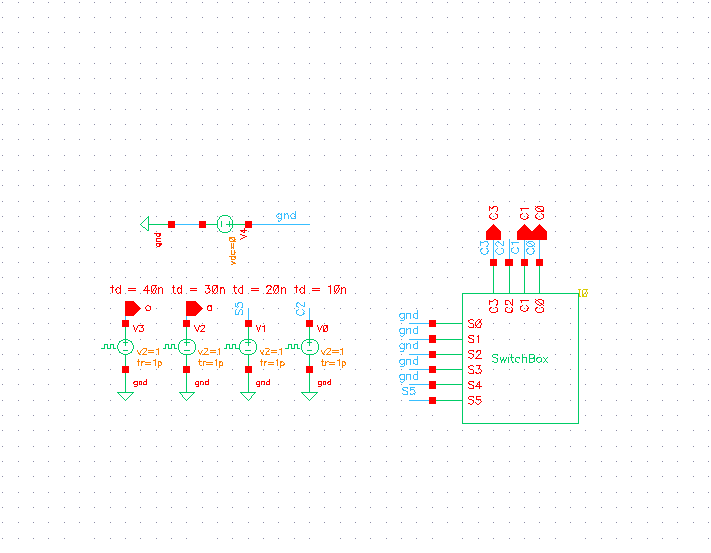 C3
C1
C0
gnd
C3
C2
C1
C0
gnd
V4
vdc=0
td = 40n
td = 30n
td = 20n
td = 10n
I0
o
a
S5
C2
C3
C2
C1
C0
V3
V2
V1
V0
gnd
S0
gnd
S1
gnd
S2
gnd
S3
gnd
S4
S5
S5
SwitchBox
v2=1
tr=1p
v2=1
tr=1p
v2=1
tr=1p
v2=1
tr=1p
gnd
gnd
gnd
gnd